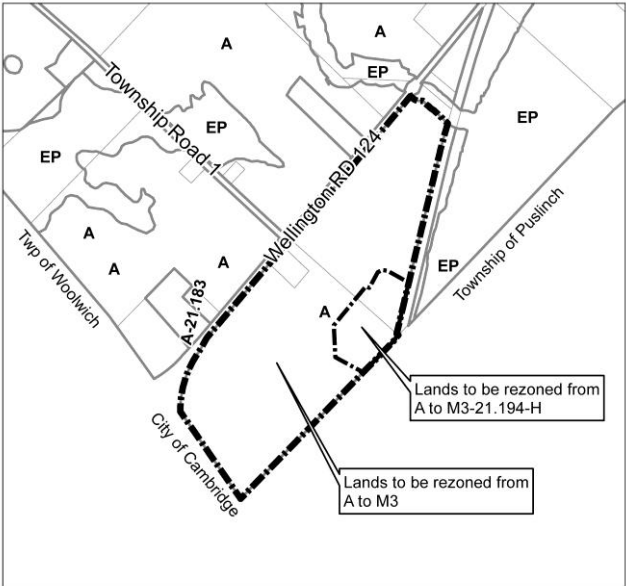 A
A
EP
Township Road 1
EP
EP
EP
Wellington RD 124
A
A
A
EP
Township of Puslinch
Twp of Woolwich
A-21.183
A
Lands to be rezoned from
A to M3-21.194-H
City of Cambridge
Lands to be rezoned from
A to M3